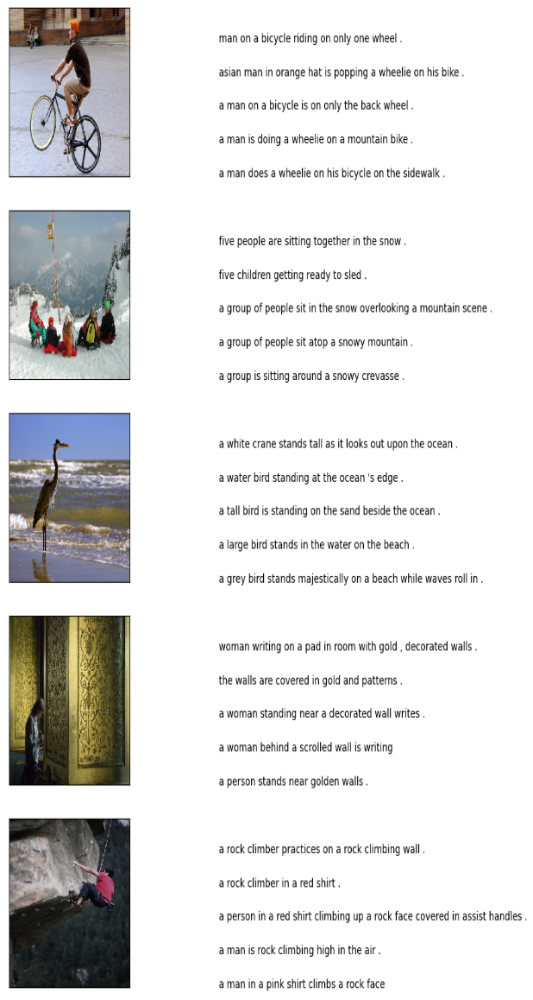 man on a bicycle riding on only one wheel .
asian man in orange hat is popping a wheelie on his bike .
a man on a bicycle is on only the back wheel .
a man is doing a wheelie on a mountain bike .
a man does a wheelie on his bicycle on the sidewalk .
five people are sitting together in the snow .
five children getting ready to sled .
a group of people sit in the snow overlooking a mountain scene .
a group of people sit atop a snowy mountain .
a group is sitting around a snowy crevasse .
a white crane stands tall as it looks out upon the ocean .
a water bird standing at the ocean 's edge .
a tall bird is standing on the sand beside the ocean .
a large bird stands in the water on the beach .
a grey bird stands majestically on a beach while waves roll in .
woman writing on a pad in room with gold , decorated walls .
the walls are covered in gold and patterns .
a woman standing near a decorated wall writes .
a woman behind a scrolled wall is writing
a person stands near golden walls .
a rock climber practices on a rock climbing wall .
a rock climber in a red shirt .
a person in a red shirt climbing up a rock face covered in assist handles .
a man is rock climbing high in the air .
a man in a pink shirt climbs a rock face